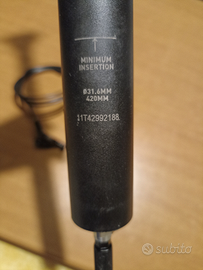 MINIMUM
INSERTION
Ø31.6MM
420MM
11T42992188
Subito